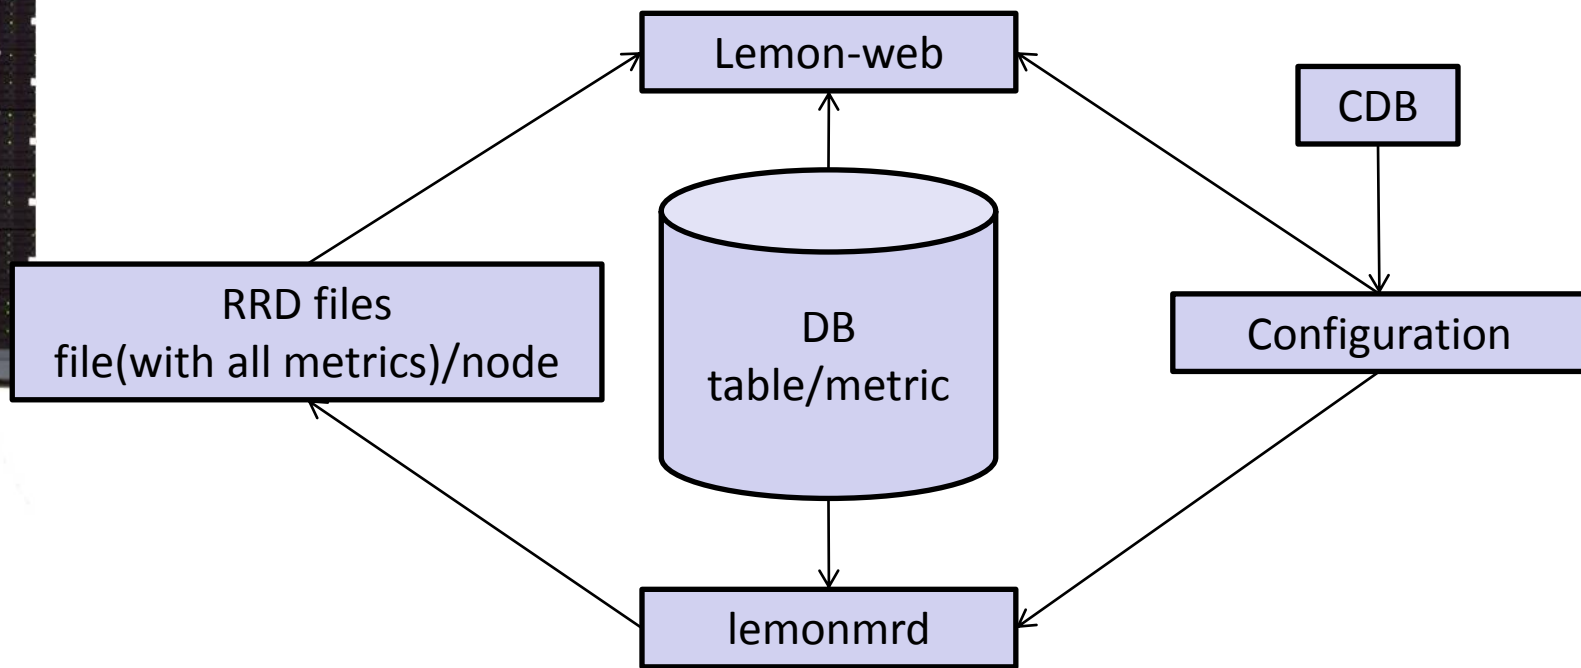 Lemon-web
CDB
RRD files
file(with all metrics)/node
DB
table/metric
Configuration
lemonmrd